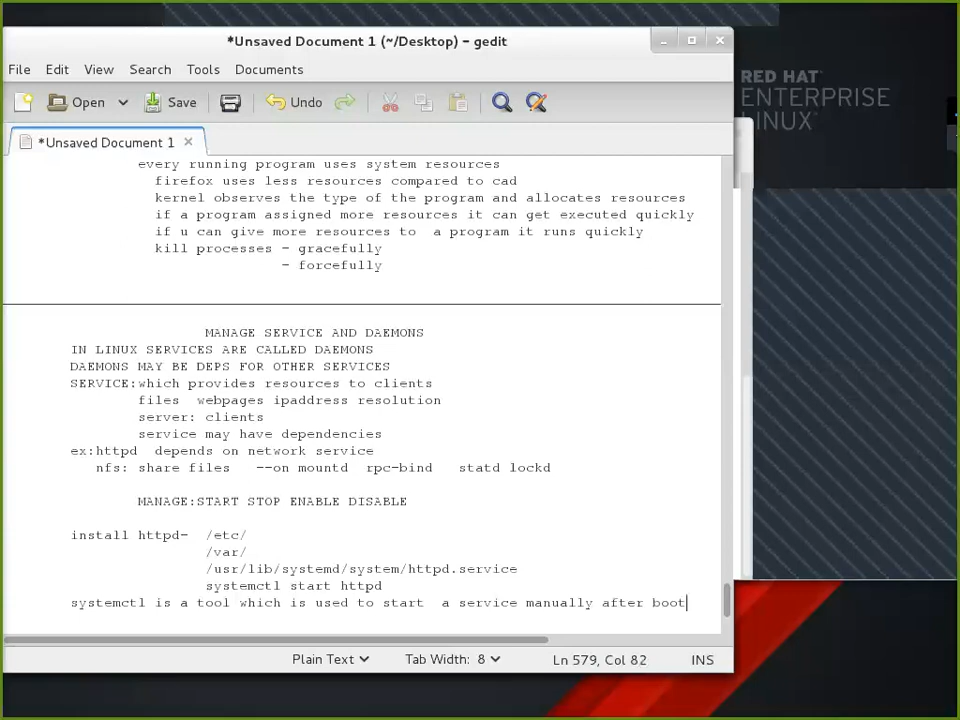 *Unsaved Document 1 (~/Desktop) - gedit
File Edit View Search Tools Documents
Open Save Undo
*Unsaved Document 1
RED HAT
ENTERPRISE
LINUX
every running program uses system resources
firefox uses less resources compared to cad
kernel observes the type of the program and allocates resources
if a program assigned more resources it can get executed quickly
if u can give more resources to  a program it runs quickly
kill processes - gracefully
- forcefully
MANAGE SERVICE AND DAEMONS
IN LINUX SERVICES ARE CALLED DAEMONS
DAEMONS MAY BE DEPS FOR OTHER SERVICES
SERVICE:which provides resources to clients
files  webpages ipaddress resolution
server: clients
service may have dependencies
ex:httpd  depends on network service
nfs: share files   --on mountd  rpc-bind   statd lockd
MANAGE:START STOP ENABLE DISABLE
install httpd-  /etc/
/var/
/usr/lib/systemd/system/httpd.service
systemctl start httpd
systemctl is a tool which is used to start  a service manually after boot
Plain Text Tab Width: 8 Ln 579, Col 82 INS